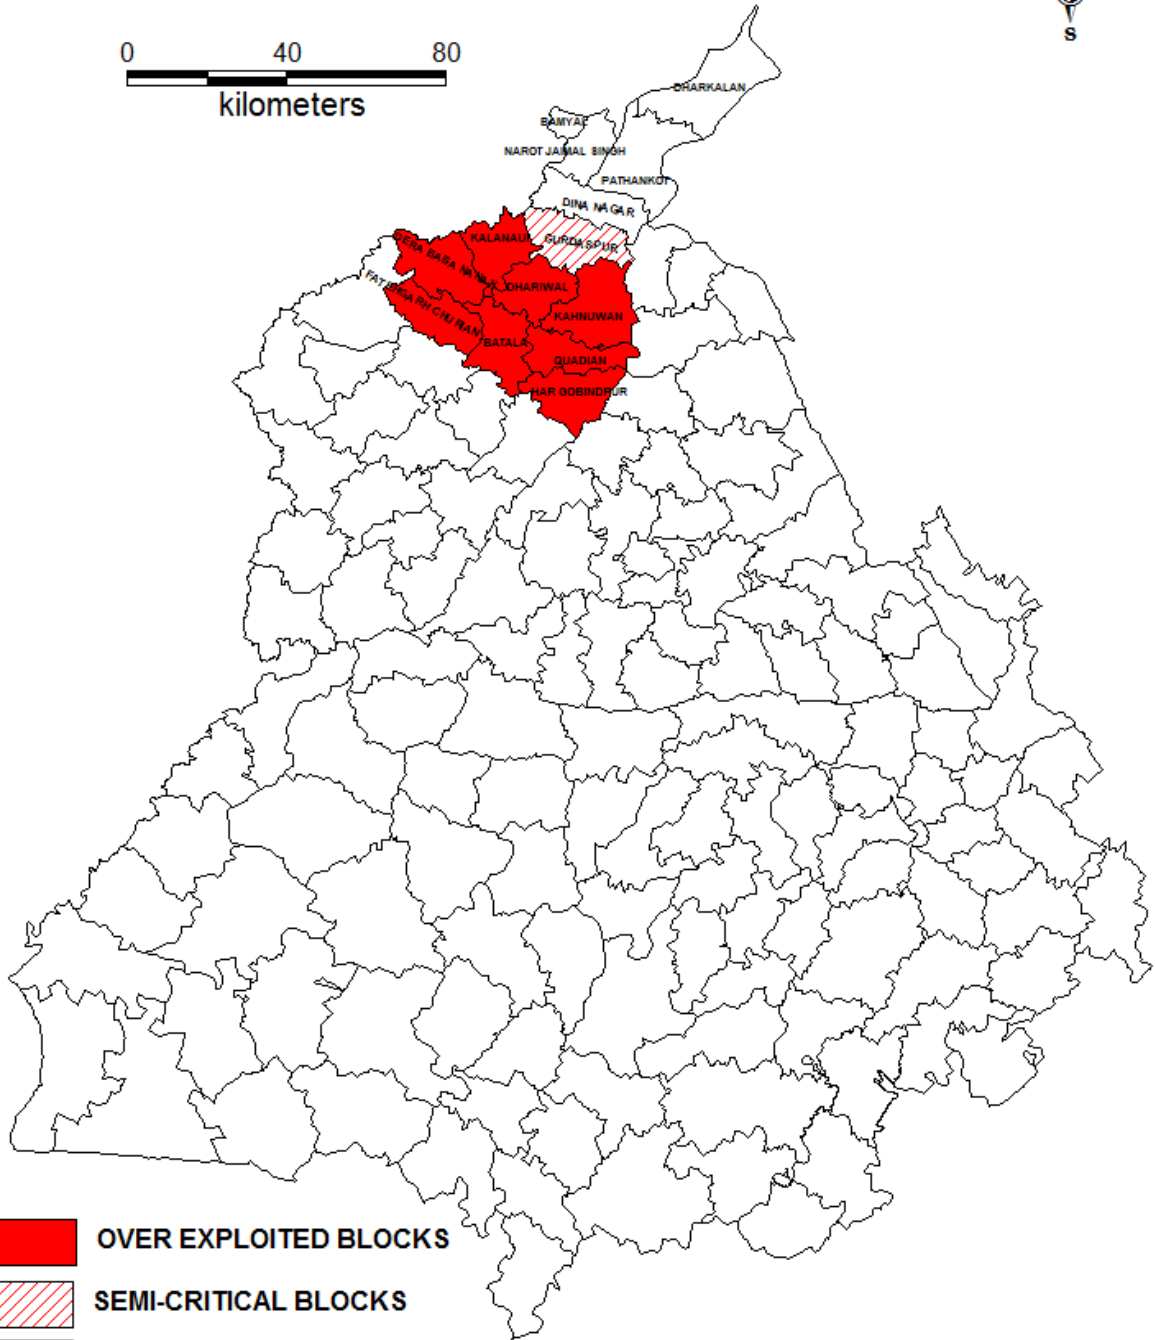 S
0 40 80
kilometers
DHARKALAN
BAMYAL
NAROT JAIMAL SINGH
PATHANKOT
DINA NAGAR
KALANAUR
GURDASPUR
DERA BABA NANAK
FATEHGARH CHURIAN
DHARIWAL
KAHNUWAN
BATALA
QUADIAN
HAR GOBINDPUR
OVER EXPLOITED BLOCKS
SEMI-CRITICAL BLOCKS